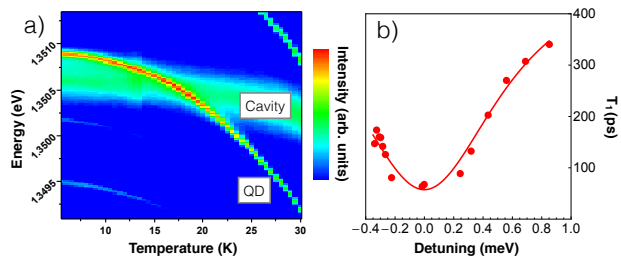 a)
Energy (eV)
1.3510
1.3505
1.3500
1.3495
Cavity
QD
10
15
20
25
30
Temperature (K)
Intensity (arb. units)
b)
T₁ (ps)
400
300
200
100
−0.4
−0.2
0.0
0.2
0.4
0.6
0.8
1.0
Detuning (meV)